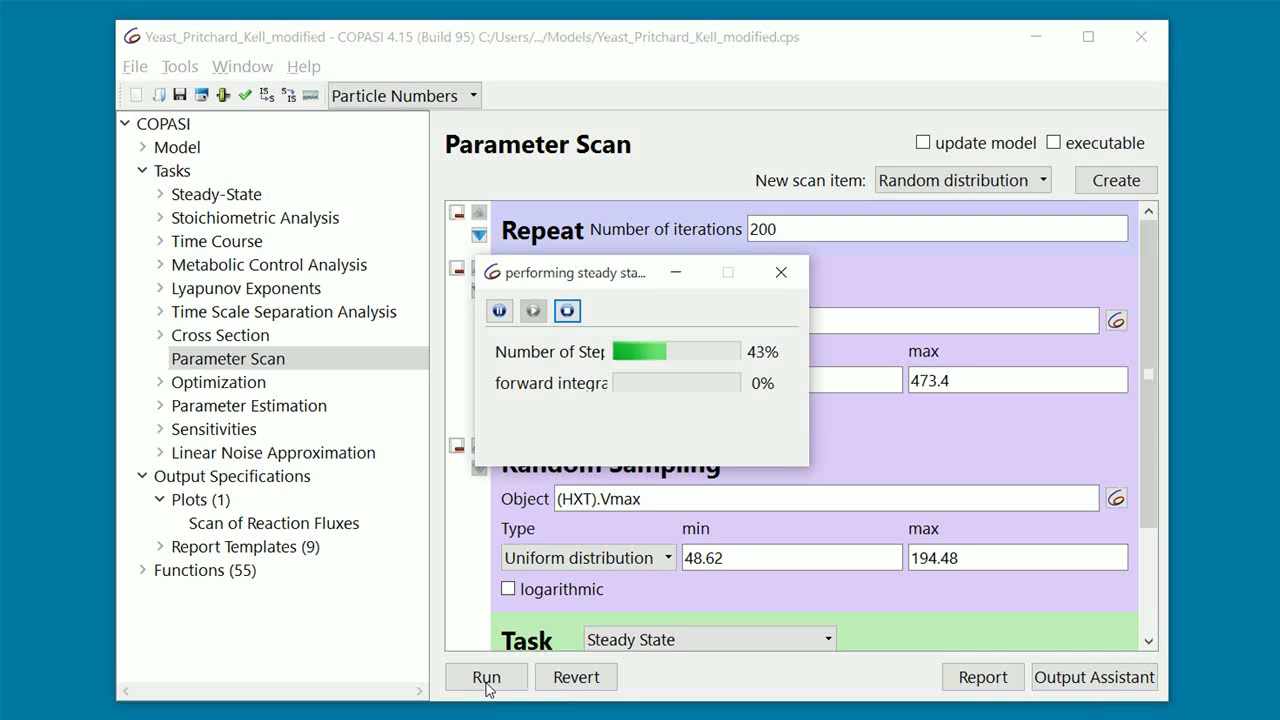 Yeast_Pritchard_Kell_modified - COPASI 4.15 (Build 95) C:/Users/.../Models/Yeast_Pritchard_Kell_modified.cps
File Tools Window Help
Particle Numbers
COPASI
Model
Tasks
Steady-State
Stoichiometric Analysis
Time Course
Metabolic Control Analysis
Lyapunov Exponents
Time Scale Separation Analysis
Cross Section
Parameter Scan
Optimization
Parameter Estimation
Sensitivities
Linear Noise Approximation
Output Specifications
Plots (1)
Scan of Reaction Fluxes
Report Templates (9)
Functions (55)
Parameter Scan
update model executable
New scan item: Random distribution Create
Repeat Number of iterations 200
performing steady sta...
Number of Step 43%
forward integra 0%
max
473.4
Random Sampling
Object (HXT).Vmax
Type min max
Uniform distribution 48.62 194.48
logarithmic
Task Steady State
Run Revert Report Output Assistant